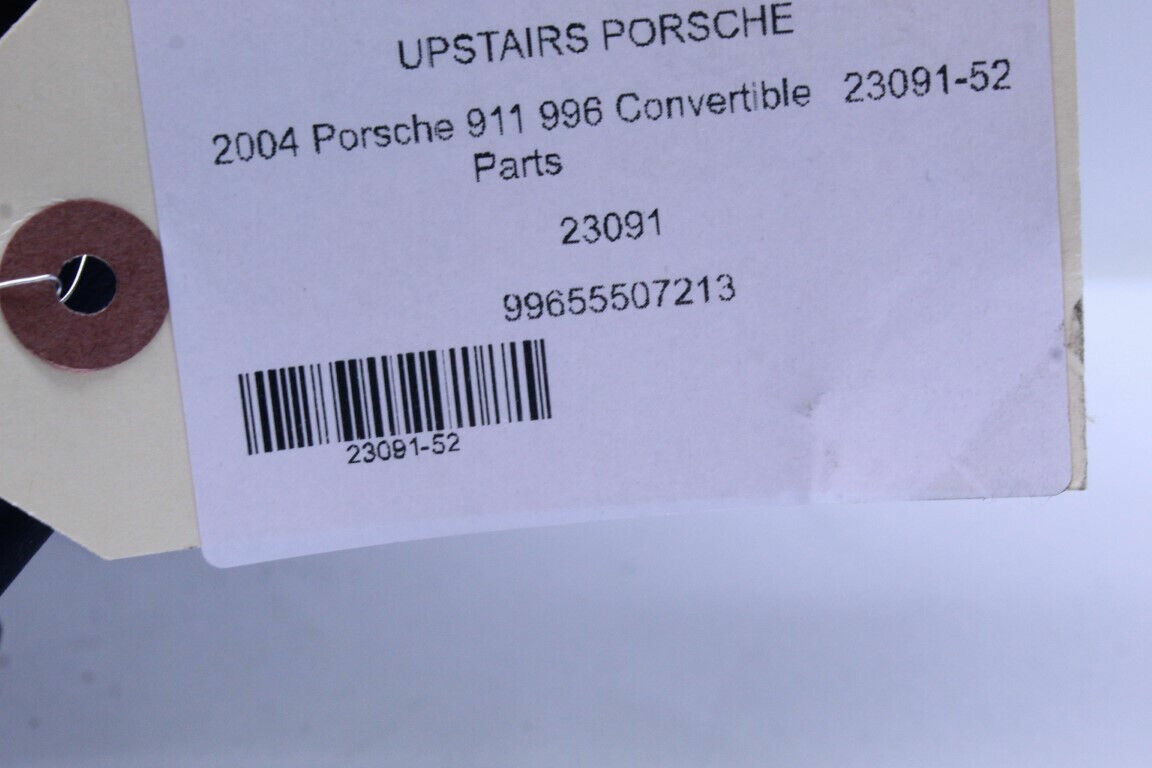 UPSTAIRS PORSCHE
2004 Porsche 911 996 Convertible 23091-52
Parts
23091
99655507213
23091-52